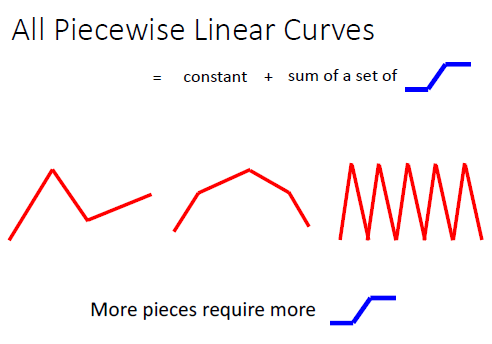 All Piecewise Linear Curves
= constant + sum of a set of
More pieces require more